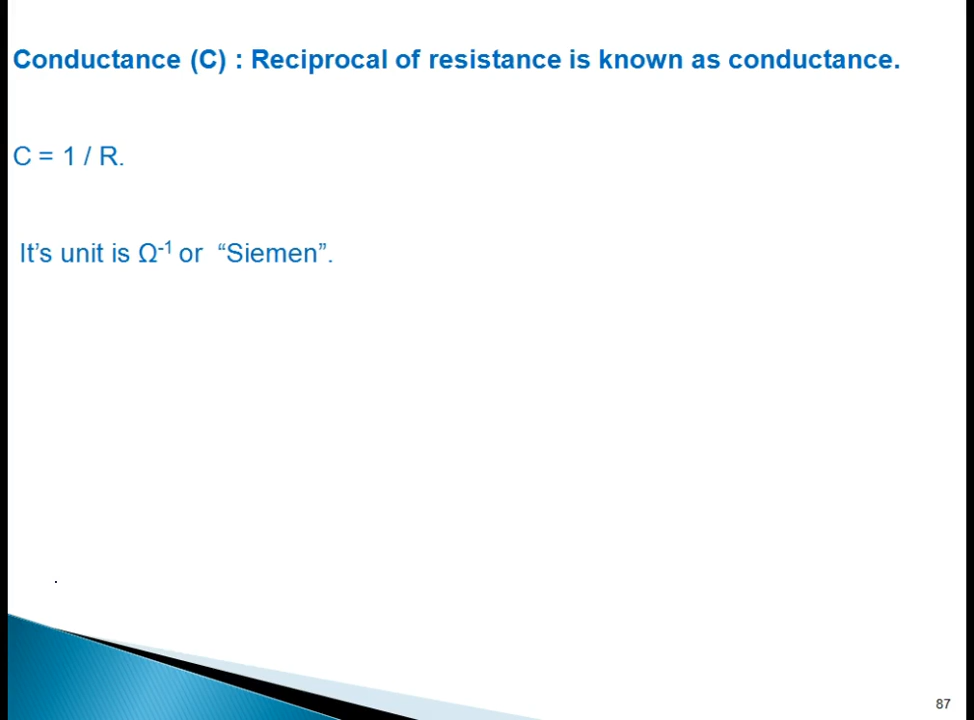 Conductance (C) : Reciprocal of resistance is known as conductance.
C = 1 / R.
It’s unit is Ω⁻¹ or “Siemen”.
.
87